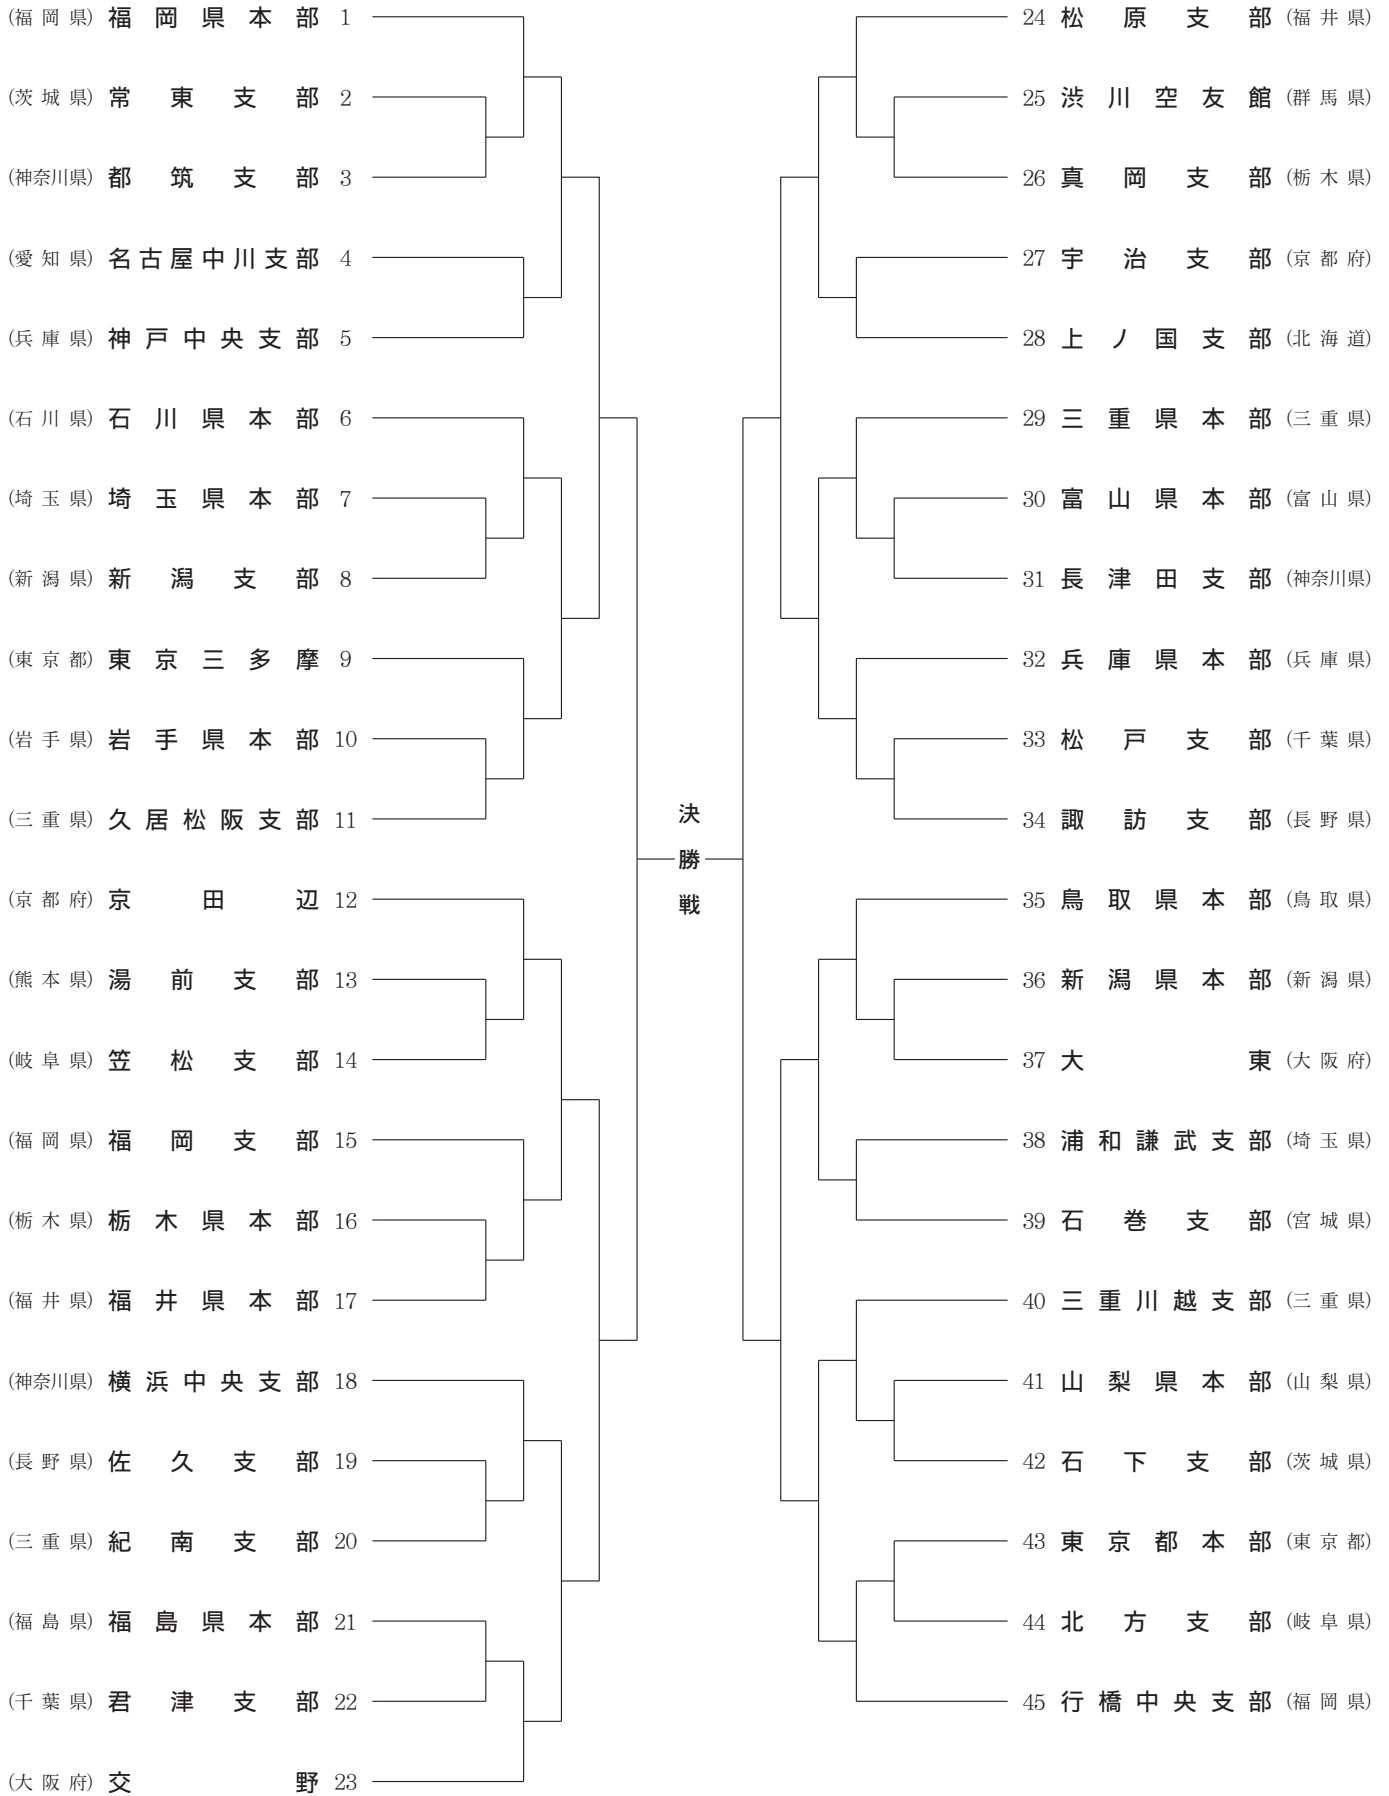 (福岡県) 福岡県本部 1
(茨城県) 常東支部 2
(神奈川県) 都筑支部 3
(愛知県) 名古屋中川支部 4
(兵庫県) 神戸中央支部 5
(石川県) 石川県本部 6
(埼玉県) 埼玉県本部 7
(新潟県) 新潟支部 8
(東京都) 東京三多摩 9
(岩手県) 岩手県本部 10
(三重県) 久居松阪支部 11
(京都府) 京田辺 12
(熊本県) 湯前支部 13
(岐阜県) 笠松支部 14
(福岡県) 福岡支部 15
(栃木県) 栃木県本部 16
(福井県) 福井県本部 17
(神奈川県) 横浜中央支部 18
(長野県) 佐久支部 19
(三重県) 紀南支部 20
(福島県) 福島県本部 21
(千葉県) 君津支部 22
(大阪府) 交野 23
決勝戦
24 松原支部 (福井県)
25 渋川空友館 (群馬県)
26 真岡支部 (栃木県)
27 宇治支部 (京都府)
28 上ノ国支部 (北海道)
29 三重県本部 (三重県)
30 富山県本部 (富山県)
31 長津田支部 (神奈川県)
32 兵庫県本部 (兵庫県)
33 松戸支部 (千葉県)
34 諏訪支部 (長野県)
35 鳥取県本部 (鳥取県)
36 新潟県本部 (新潟県)
37 大東 (大阪府)
38 浦和謙武支部 (埼玉県)
39 石巻支部 (宮城県)
40 三重川越支部 (三重県)
41 山梨県本部 (山梨県)
42 石下支部 (茨城県)
43 東京都本部 (東京都)
44 北方支部 (岐阜県)
45 行橋中央支部 (福岡県)